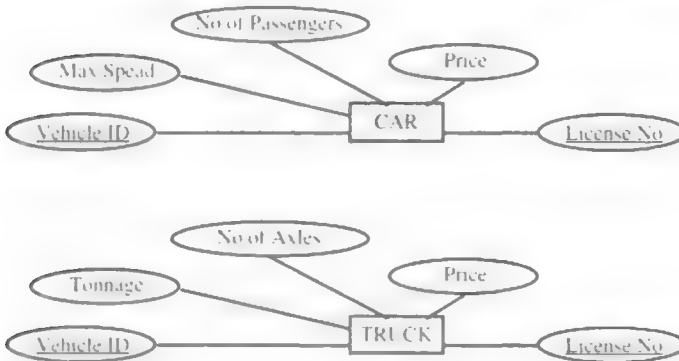 No of Passengers
Max Spead
Price
CAR
Vehicle ID
License No
No of Axles
Tonnage
Price
TRUCK
Vehicle ID
License No